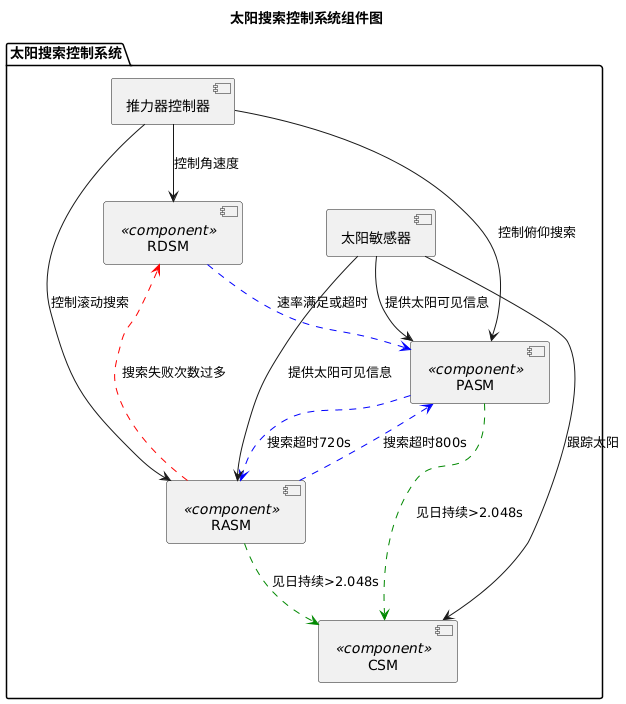 太阳搜索控制系统组件图
太阳搜索控制系统
推力器控制器
控制角速度
«component»
RDSM
太阳敏感器
控制俯仰搜索
控制滚动搜索
速率满足或超时
提供太阳可见信息
搜索失败次数过多
提供太阳可见信息
«component»
PASM
搜索超时720s
搜索超时800s
跟踪太阳
«component»
RASM
见日持续>2.048s
见日持续>2.048s
«component»
CSM